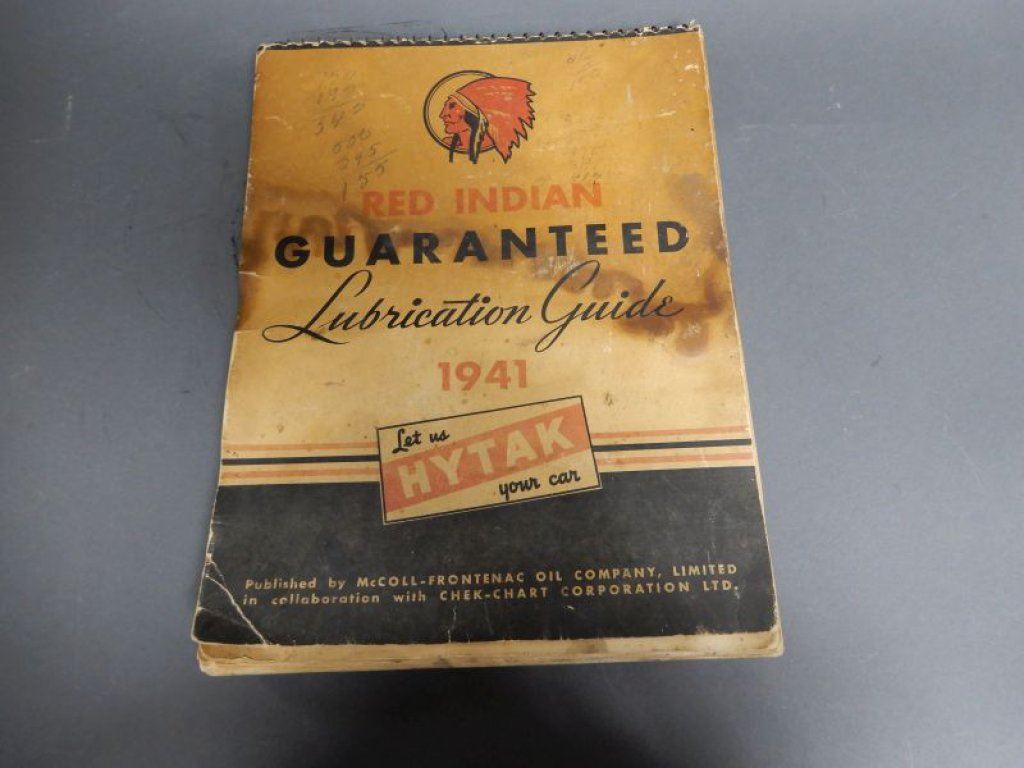 RED INDIAN
GUARANTEED
Lubrication Guide
1941
Let us
HYTAK
your car
Published by McCOLL-FRONTENAC OIL COMPANY, LIMITED
in collaboration with CHEK-CHART CORPORATION LTD.